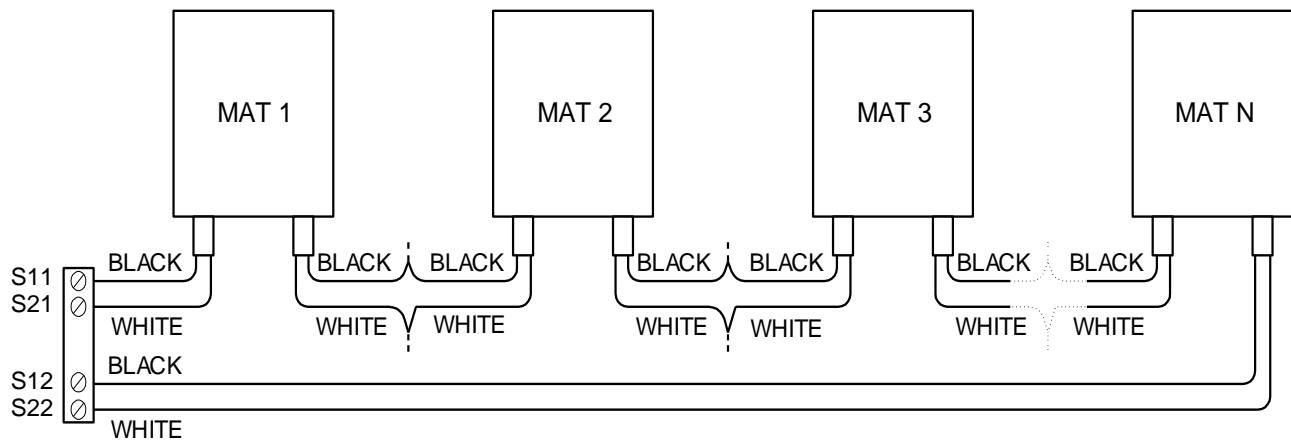 MAT 1
MAT 2
MAT 3
MAT N
S11
BLACK
BLACK
BLACK
BLACK
BLACK
BLACK
BLACK
S21
WHITE
WHITE
WHITE
WHITE
WHITE
WHITE
WHITE
S12
BLACK
S22
WHITE